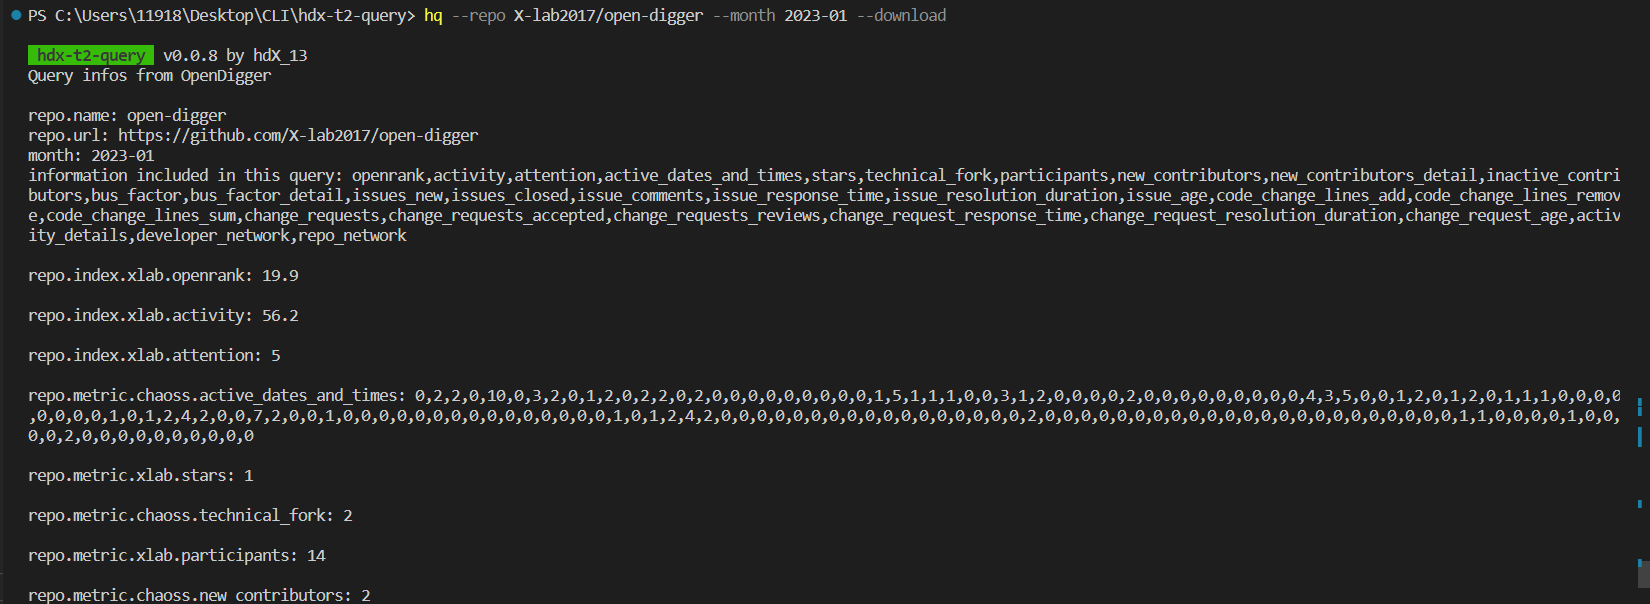 PS C:\Users\11918\Desktop\CLI\hdx-t2-query> hq --repo X-lab2017/open-digger --month 2023-01 --download
hdx-t2-query v0.0.8 by hdX_13
Query infos from OpenDigger
repo.name: open-digger
repo.url: https://github.com/X-lab2017/open-digger
month: 2023-01
information included in this query: openrank,activity,attention,active_dates_and_times,stars,technical_fork,participants,new_contributors,new_contributors_detail,inactive_contri
butors,bus_factor,bus_factor_detail,issues_new,issues_closed,issue_comments,issue_response_time,issue_resolution_duration,issue_age,code_change_lines_add,code_change_lines_remov
e,code_change_lines_sum,change_requests,change_requests_accepted,change_requests_reviews,change_request_response_time,change_request_resolution_duration,change_request_age,activ
ity_details,developer_network,repo_network
repo.index.xlab.openrank: 19.9
repo.index.xlab.activity: 56.2
repo.index.xlab.attention: 5
repo.metric.chaoss.active_dates_and_times: 0,2,2,0,10,0,3,2,0,1,2,0,2,2,0,2,0,0,0,0,0,0,0,0,0,1,5,1,1,1,0,0,3,1,2,0,0,0,0,2,0,0,0,0,0,0,0,0,0,4,3,5,0,0,1,2,0,1,2,0,1,1,1,0,0,0,0
,0,0,0,0,1,0,1,2,4,2,0,0,7,2,0,0,1,0,0,0,0,0,0,0,0,0,0,0,0,0,0,0,1,0,1,2,4,2,0,0,0,0,0,0,0,0,0,0,0,0,0,0,0,0,0,2,0,0,0,0,0,0,0,0,0,0,0,0,0,0,0,0,0,0,0,0,0,0,0,1,1,0,0,0,0,1,0,0,
0,0,2,0,0,0,0,0,0,0,0,0,0
repo.metric.xlab.stars: 1
repo.metric.chaoss.technical_fork: 2
repo.metric.xlab.participants: 14
repo.metric.chaoss.new contributors: 2